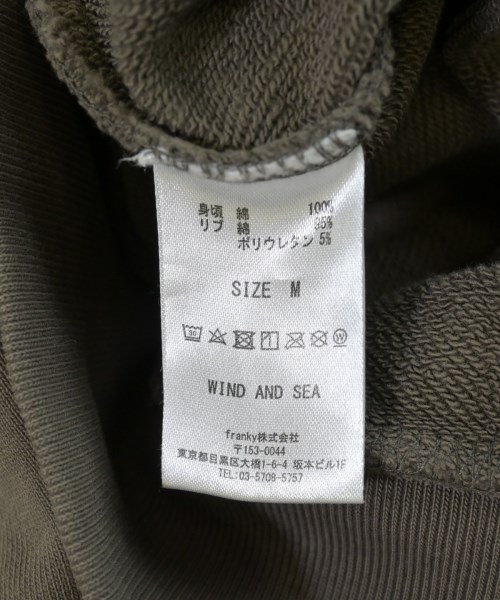 身頃 綿 100%
リブ 綿 95%
ポリウレタン 5%
SIZE M
WIND AND SEA
franky株式会社
〒153-0044
東京都目黒区大橋1-6-4 坂本ビル1F
TEL:03-5708-5757